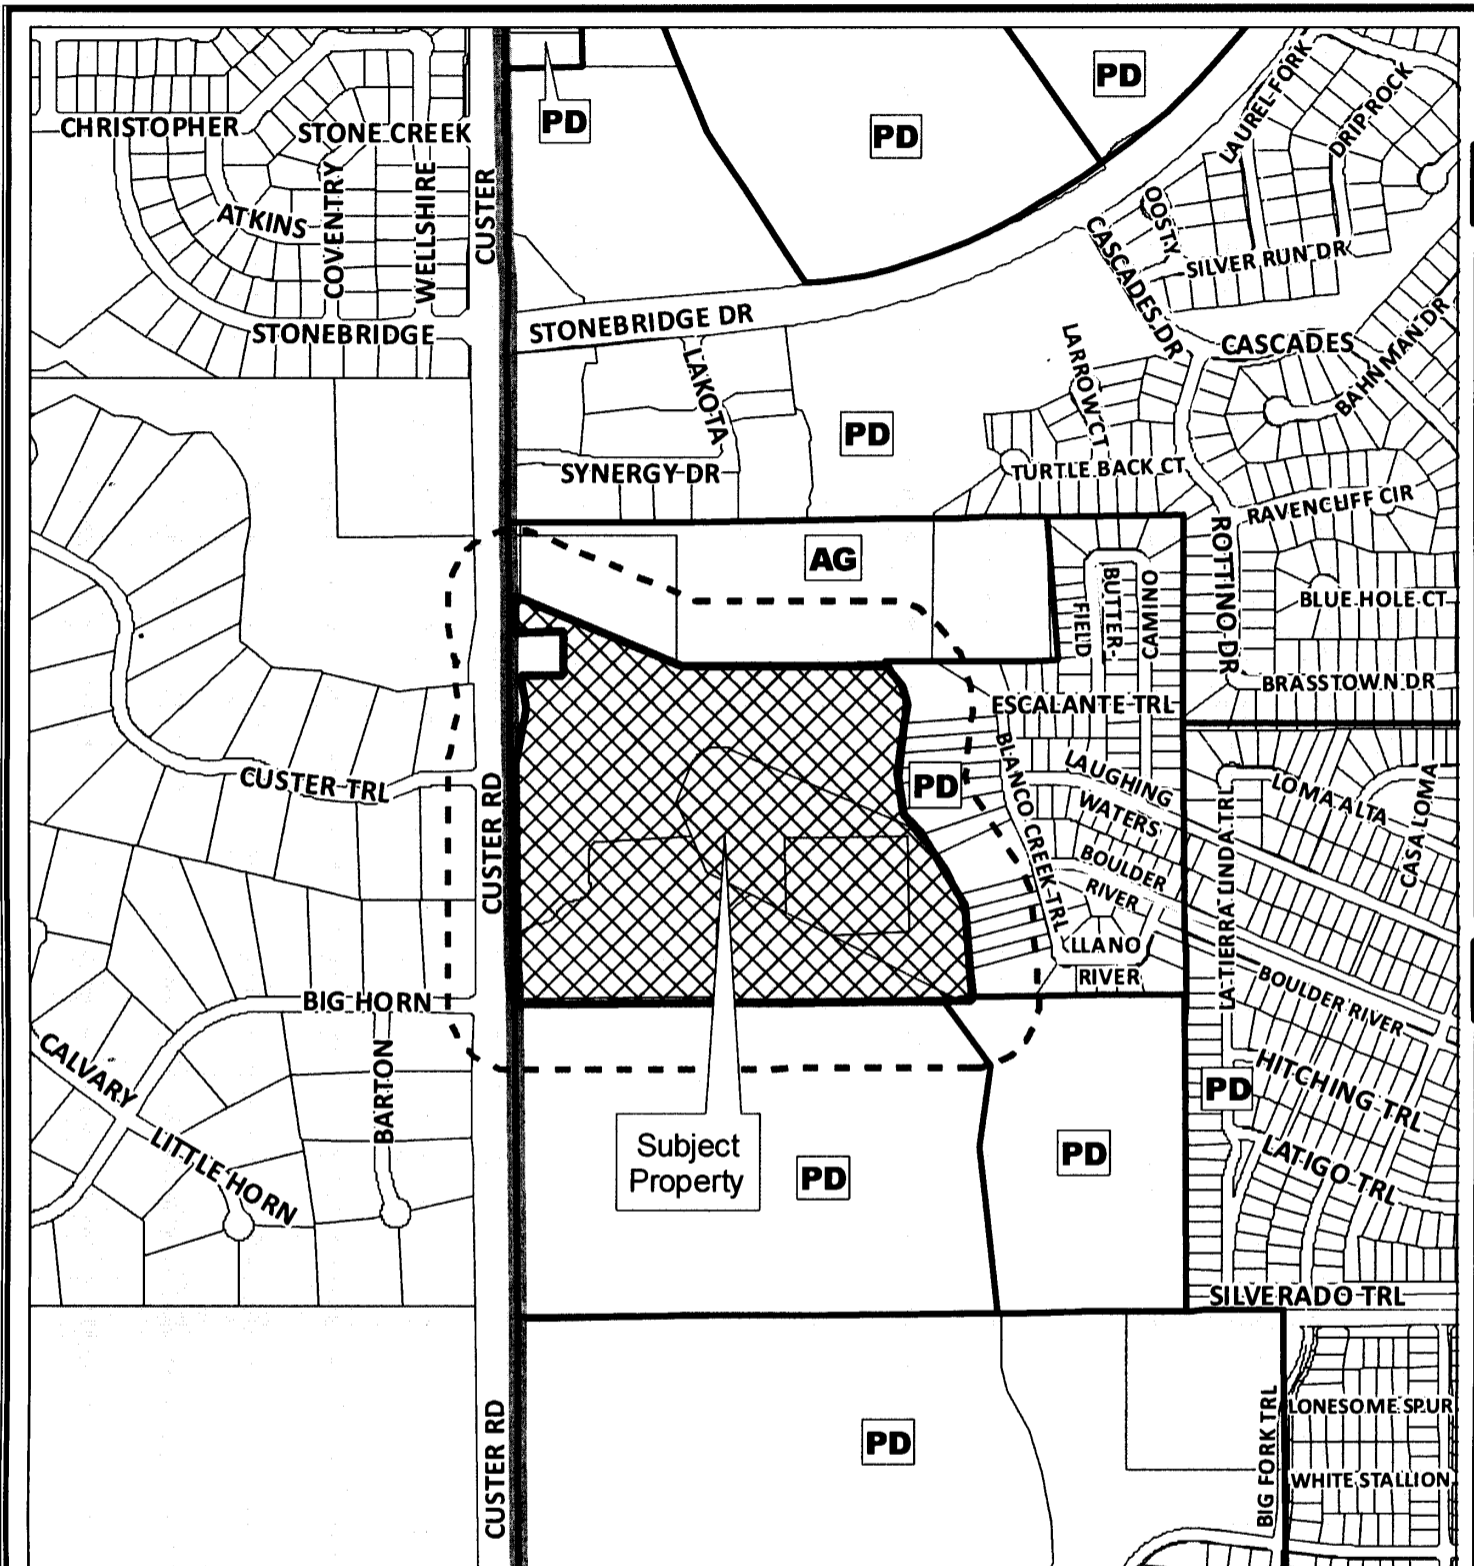 PD
PD
PD
LAUREL FORK
DRIP ROCK
CHRISTOPHER
STONE CREEK
COVENTRY
WELLSHIRE
CUSTER
ATKINS
STONEBRIDGE
OOSTY
CASCADES DR
SILVER RUN DR
STONEBRIDGE DR
LAKOTA
LARROW CT
CASCADES
BAHNMAN DR
PD
SYNERGY DR
TURTLE BACK CT
RAVENCLIFF CIR
ROTTINO DR
AG
BUTTER-
FIELD
CAMINO
BLUE HOLE CT
BRASSTOWN DR
ESCALANTE TRL
CUSTER TRL
CUSTER RD
PD
BLANCO CREEK TRL
LAUGHING
WATERS
LA TIERRA LINDA TRL
LOMA ALTA
CASA LOMA
BOULDER
RIVER
LLANO
RIVER
BOULDER RIVER
BIG HORN
CALVARY
BARTON
LITTLE HORN
Subject
Property
PD
PD
PD
HITCHING TRL
LATIGO TRL
SILVERADO TRL
CUSTER RD
PD
BIG FORK TRL
LONESOME SPUR
WHITE STALLION